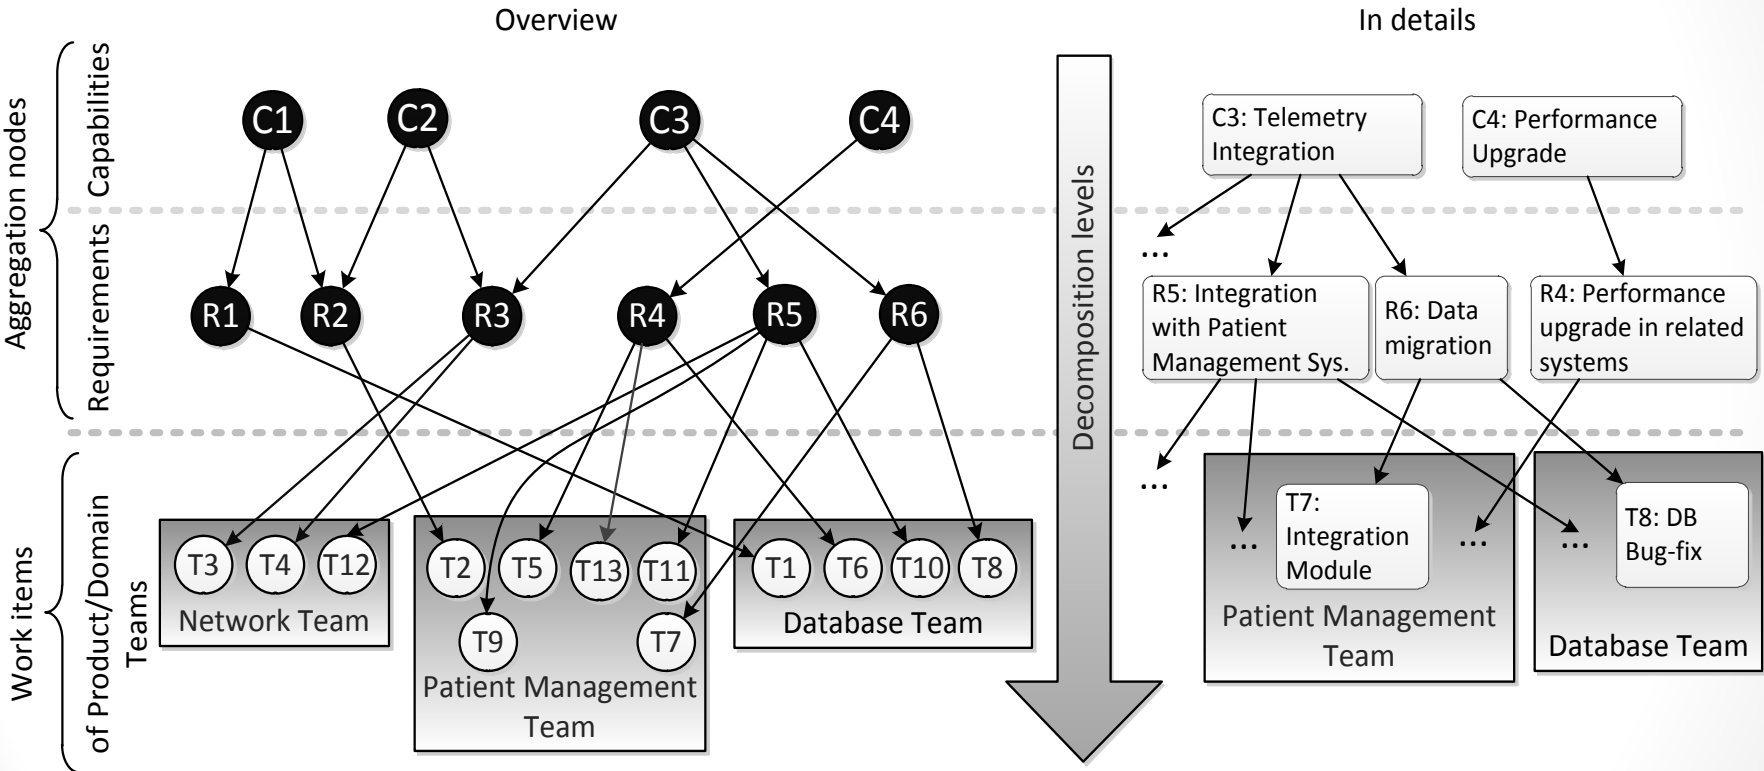 Overview
In details
Aggregation nodes
Capabilities
Requirements
Work items
of Product/Domain
Teams
C1
C2
C3
C4
R1
R2
R3
R4
R5
R6
T3
T4
T12
Network Team
T2
T5
T13
T11
T9
T7
Patient Management
Team
T1
T6
T10
T8
Database Team
Decomposition levels
C3: Telemetry
Integration
C4: Performance
Upgrade
...
R5: Integration
with Patient
Management Sys.
R6: Data
migration
R4: Performance
upgrade in related
systems
...
...
T7:
Integration
Module
...
Patient Management
Team
...
T8: DB
Bug-fix
Database Team